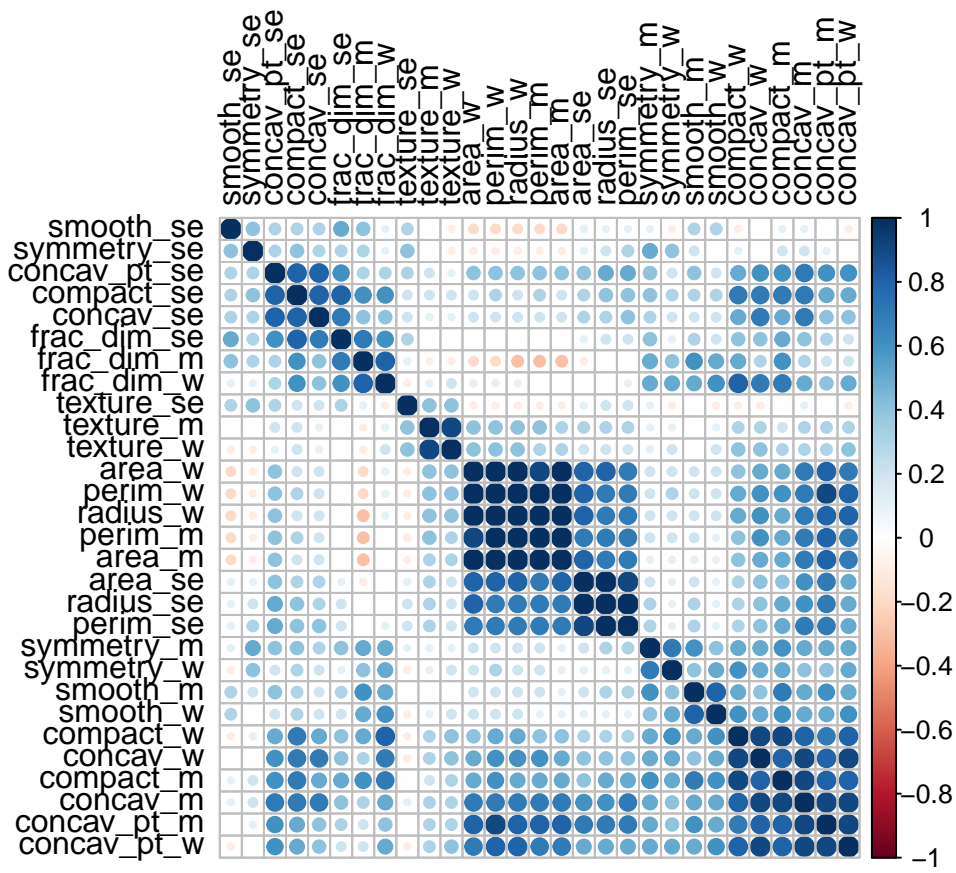 smooth_se
symmetry_se
concav_pt_se
compact_se
concav_se
frac_dim_se
frac_dim_m
frac_dim_w
texture_se
texture_m
texture_w
area_w
perim_w
radius_w
perim_m
area_m
area_se
radius_se
perim_se
symmetry_m
symmetry_w
smooth_m
smooth_w
compact_w
concav_w
compact_m
concav_m
concav_pt_m
concav_pt_w
smooth_se
symmetry_se
concav_pt_se
compact_se
concav_se
frac_dim_se
frac_dim_m
frac_dim_w
texture_se
texture_m
texture_w
area_w
perim_w
radius_w
perim_m
area_m
area_se
radius_se
perim_se
symmetry_m
symmetry_w
smooth_m
smooth_w
compact_w
concav_w
compact_m
concav_m
concav_pt_m
concav_pt_w
1
0.8
0.6
0.4
0.2
0
−0.2
−0.4
−0.6
−0.8
−1